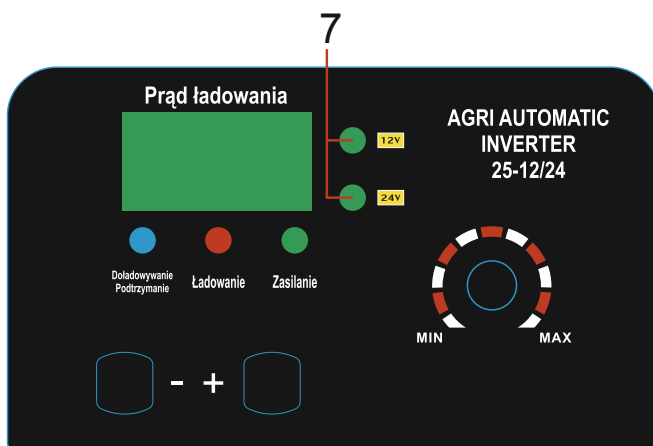 7
Prąd ładowania
12V
24V
AGRI AUTOMATIC
INVERTER
25-12/24
Doładowywanie
Podtrzymanie
Ładowanie
Zasilanie
MIN
MAX
- +